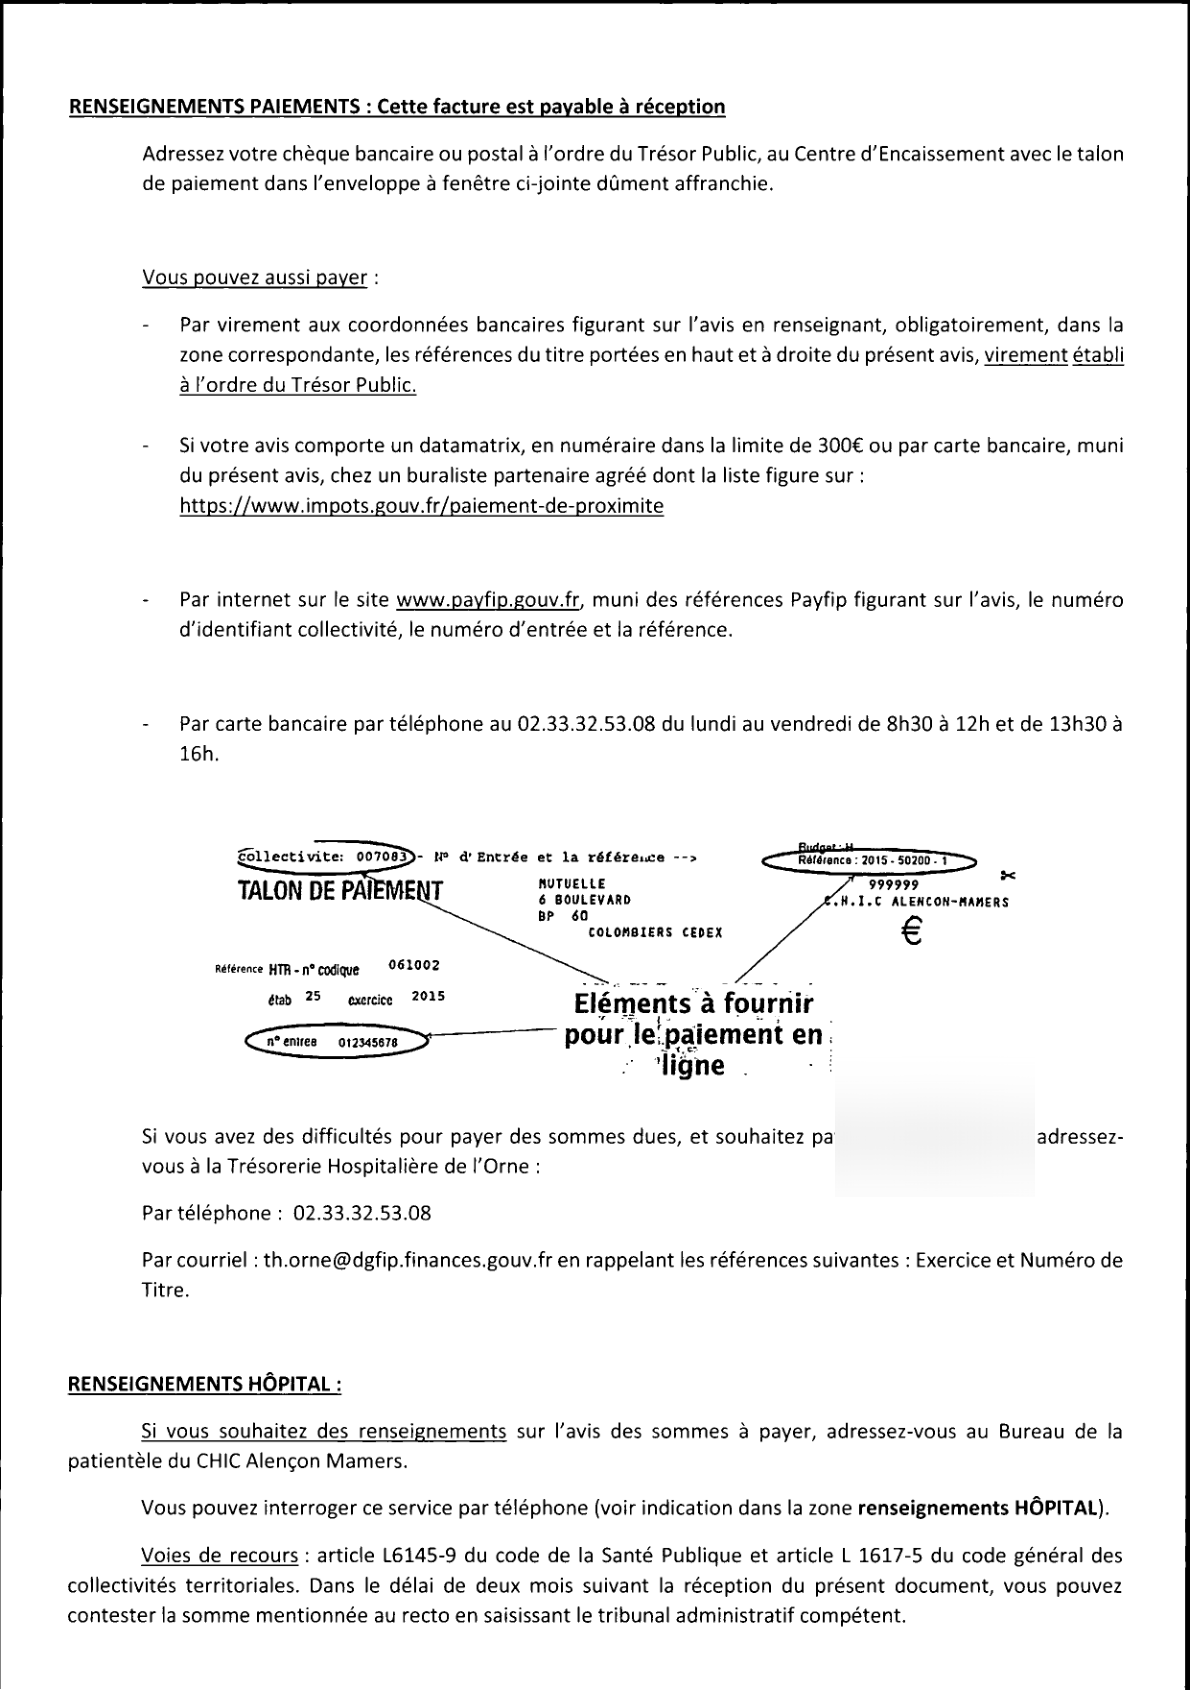 RENSEIGNEMENTS PAIEMENTS : Cette facture est payable à réception
Adressez votre chèque bancaire ou postal à l'ordre du Trésor Public, au Centre d'Encaissement avec le talon
de paiement dans l'enveloppe à fenêtre ci-jointe dûment affranchie.
Vous pouvez aussi payer :
- Par virement aux coordonnées bancaires figurant sur l'avis en renseignant, obligatoirement, dans la
zone correspondante, les références du titre portées en haut et à droite du présent avis, virement établi
à l'ordre du Trésor Public.
- Si votre avis comporte un datamatrix, en numéraire dans la limite de 300€ ou par carte bancaire, muni
du présent avis, chez un buraliste partenaire agréé dont la liste figure sur :
https://www.impots.gouv.fr/paiement-de-proximite
- Par internet sur le site www.payfip.gouv.fr, muni des références Payfip figurant sur l'avis, le numéro
d'identifiant collectivité, le numéro d'entrée et la référence.
- Par carte bancaire par téléphone au 02.33.32.53.08 du lundi au vendredi de 8h30 à 12h et de 13h30 à
16h.
Budget : H
collectivite: 007083 - N° d'Entrée et la référence --> Référence : 2015 - 50200 - 1
TALON DE PAIEMENT MUTUELLE 999999
6 BOULEVARD C.H.I.C ALENCON-MAMERS
BP 60 €
COLOMBIERS CEDEX
Référence HTR - n° codique 061002
étab 25 exercice 2015
Eléments à fournir
pour le paiement en
ligne
n° entree 012345678
Si vous avez des difficultés pour payer des sommes dues, et souhaitez adressez-
vous à la Trésorerie Hospitalière de l'Orne :
Par téléphone : 02.33.32.53.08
Par courriel : th.orne@dgfip.finances.gouv.fr en rappelant les références suivantes : Exercice et Numéro de
Titre.
RENSEIGNEMENTS HÔPITAL :
Si vous souhaitez des renseignements sur l'avis des sommes à payer, adressez-vous au Bureau de la
patientèle du CHIC Alençon Mamers.
Vous pouvez interroger ce service par téléphone (voir indication dans la zone renseignements HÔPITAL).
Voies de recours : article L6145-9 du code de la Santé Publique et article L 1617-5 du code général des
collectivités territoriales. Dans le délai de deux mois suivant la réception du présent document, vous pouvez
contester la somme mentionnée au recto en saisissant le tribunal administratif compétent.